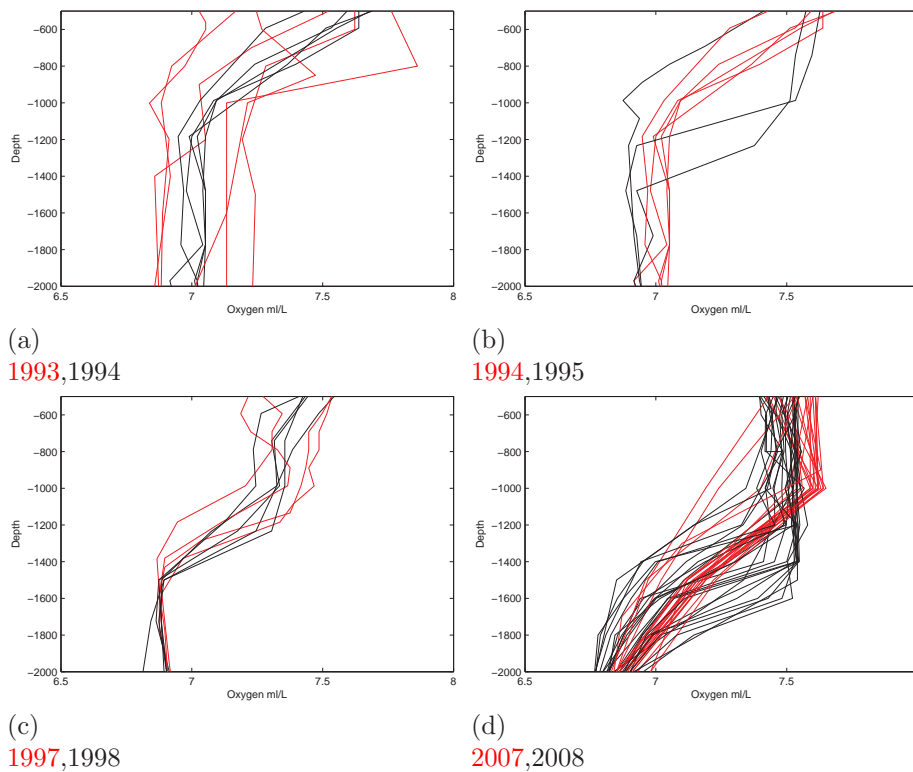 −600
−800
−1000
−1200
−1400
−1600
−1800
−2000
Depth
6.5 7 7.5 8
Oxygen ml/L
(a)
1993,1994
−600
−800
−1000
−1200
−1400
−1600
−1800
−2000
Depth
6.5 7 7.5
Oxygen ml/L
(b)
1994,1995
−600
−800
−1000
−1200
−1400
−1600
−1800
−2000
Depth
6.5 7 7.5 8
Oxygen ml/L
(c)
1997,1998
−600
−800
−1000
−1200
−1400
−1600
−1800
−2000
Depth
6.5 7 7.5
Oxygen ml/L
(d)
2007,2008